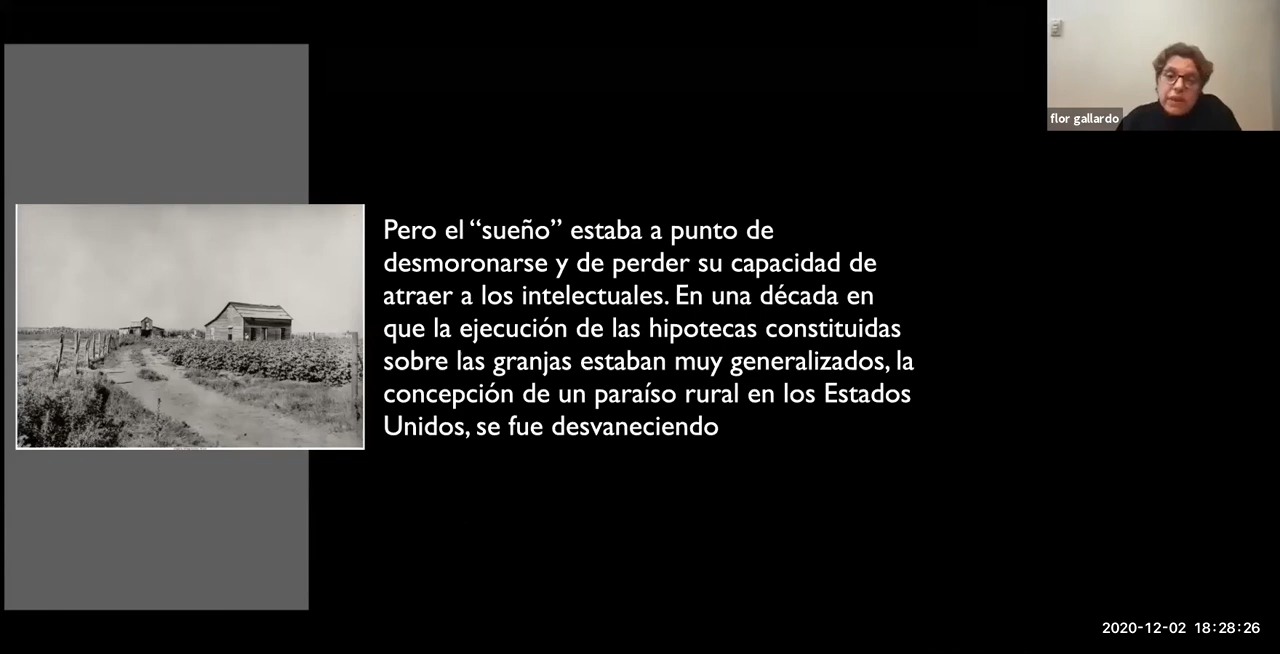 flor gallardo
Pero el “sueño” estaba a punto de
desmoronarse y de perder su capacidad de
atraer a los intelectuales. En una década en
que la ejecución de las hipotecas constituidas
sobre las granjas estaban muy generalizados, la
concepción de un paraíso rural en los Estados
Unidos, se fue desvaneciendo
2020-12-02 18:28:26